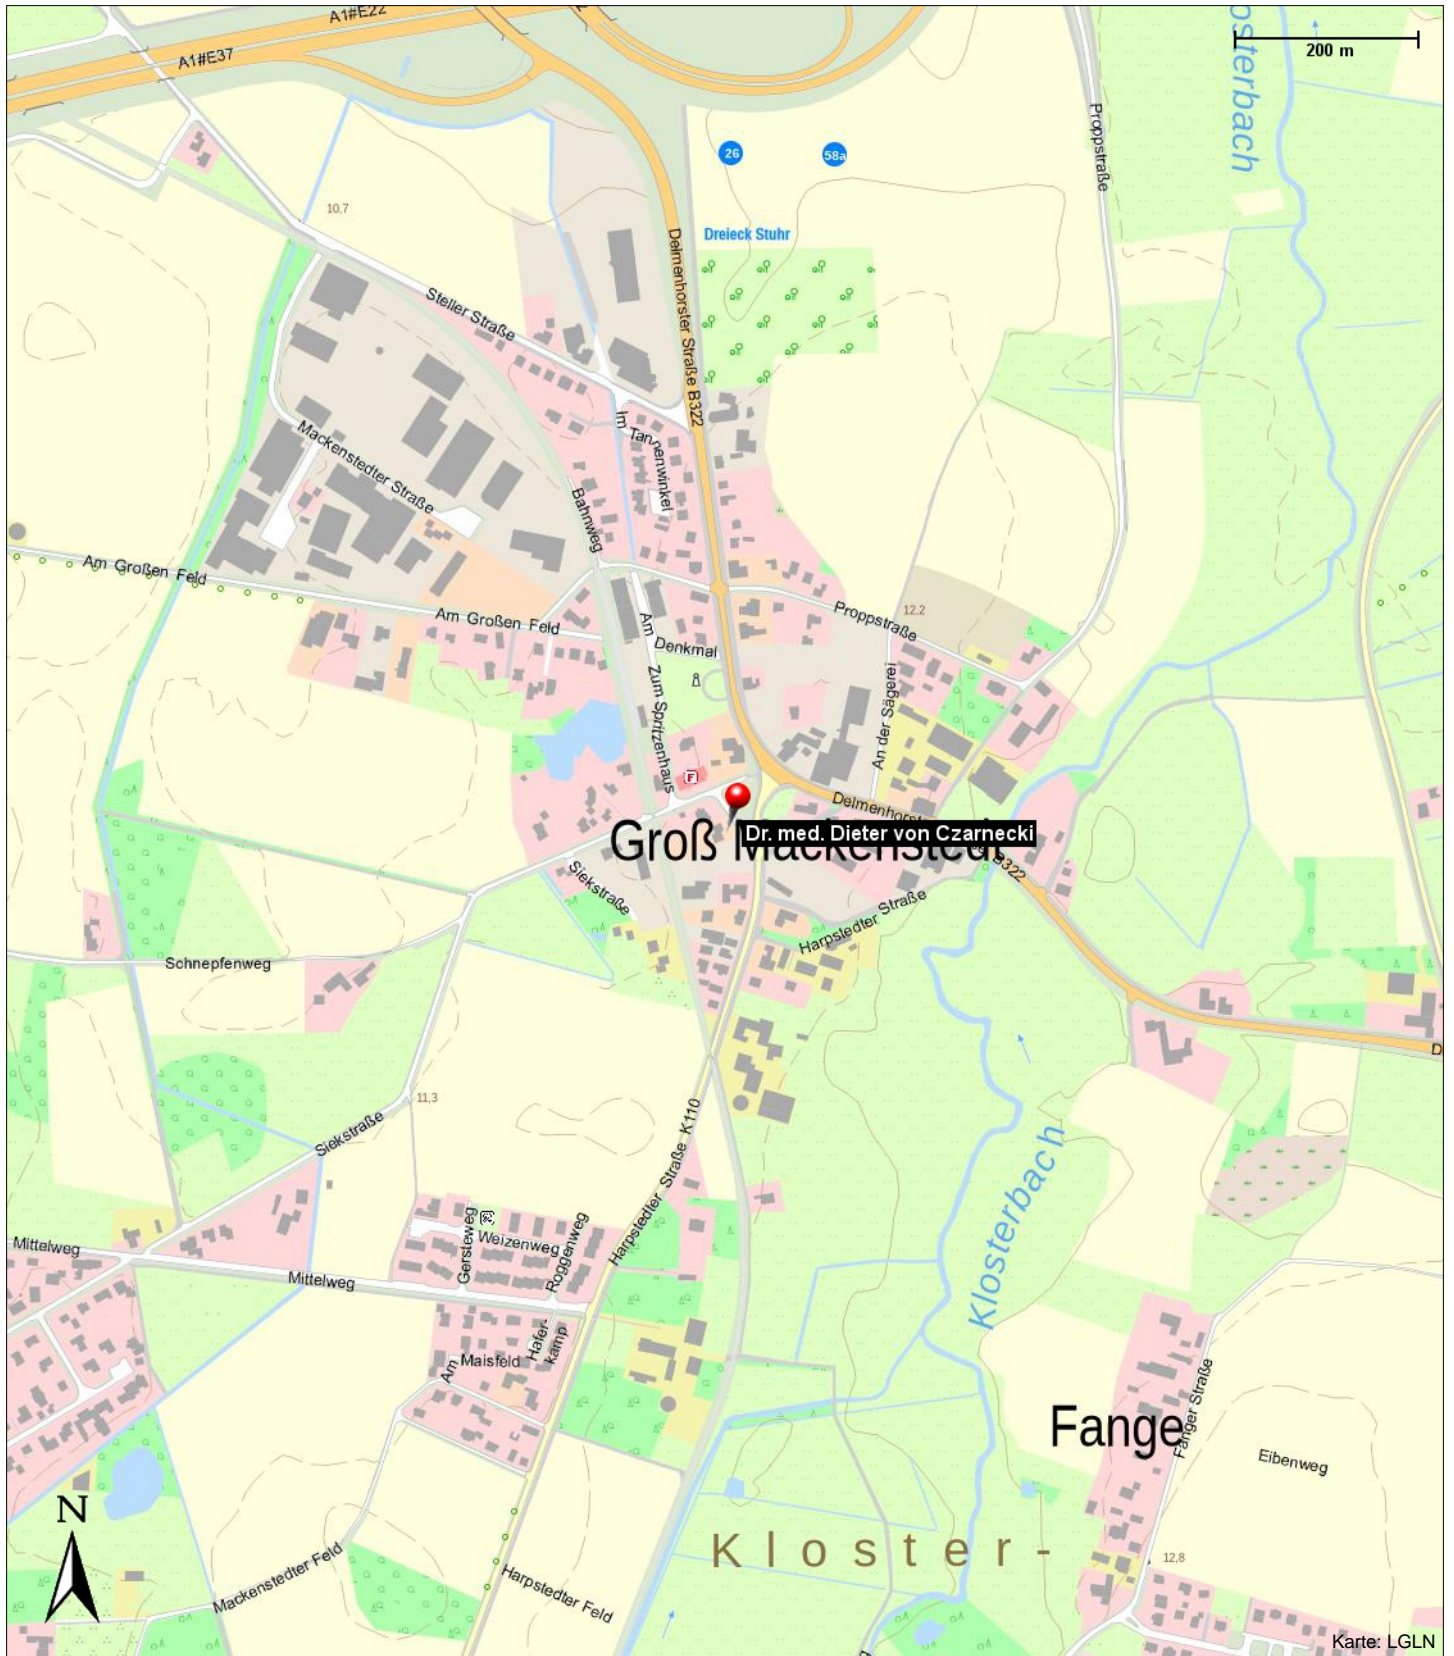 A1#E22
A1#E37
200 m
Proppstraße
26
58a
10,7
Dreieck Stuhr
Delmenhorster Straße B322
Steller Straße
Im Tannenwinkel
Mackenstedter Straße
Bahnweg
Am Großen Feld
Am Großen Feld
Am Denkmal
Proppstraße
12.2
Zum Spritzenhaus
An der Sägerei
F
Dr. med. Dieter von Czarnecki
Groß Mackenstedt
B322
Siekstraße
Harpstedter Straße
Schnepfenweg
11,3
Siekstraße
Harpstedter Straße K110
Klosterbach
Gersteweg
Weizenweg
Roggenweg
Mittelweg
Mittelweg
Hafer-
kamp
Am Maisfeld
Fange
Fanger Straße
Eibenweg
Kloster-
N
Mackenstedter Feld
Harpstedter Feld
12,8
Karte: LGLN